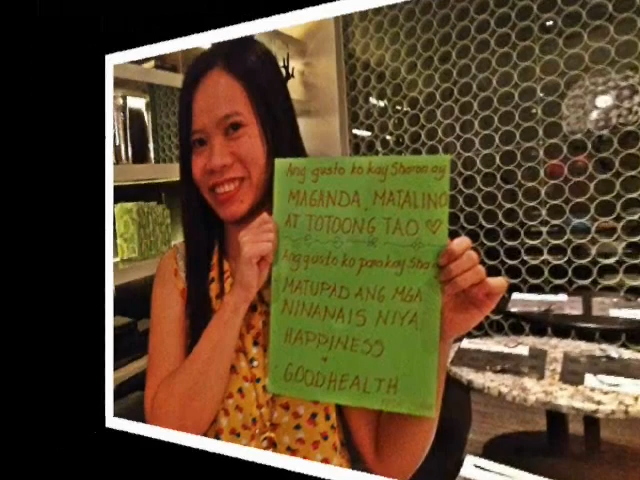 Ang gusto ko kay Sharon ay
MAGANDA, MATALINO
AT TOTOONG TAO ♡
Ang gusto ko para kay Sha
MATUPAD ANG MGA
NINANAIS NIYA
HAPPINESS
GOODHEALTH